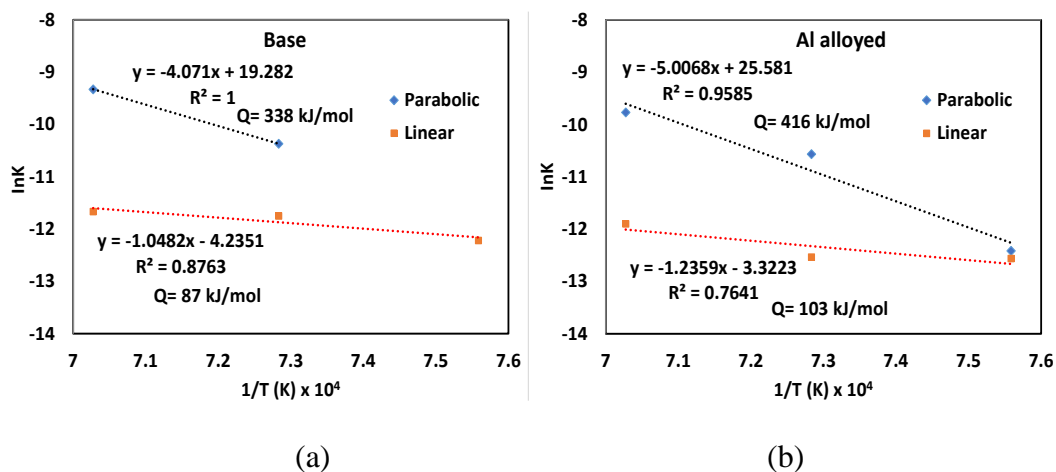 Base
y = -4.071x + 19.282
R² = 1
Q= 338 kJ/mol
Parabolic
Linear
y = -1.0482x - 4.2351
R² = 0.8763
Q= 87 kJ/mol
lnK
-8
-9
-10
-11
-12
-13
-14
7
7.1
7.2
7.3
7.4
7.5
7.6
1/T (K) x 10⁴
(a)
Al alloyed
y = -5.0068x + 25.581
R² = 0.9585
Q= 416 kJ/mol
Parabolic
Linear
y = -1.2359x - 3.3223
R² = 0.7641
Q= 103 kJ/mol
lnK
-8
-9
-10
-11
-12
-13
-14
7
7.1
7.2
7.3
7.4
7.5
7.6
1/T (K) x 10⁴
(b)